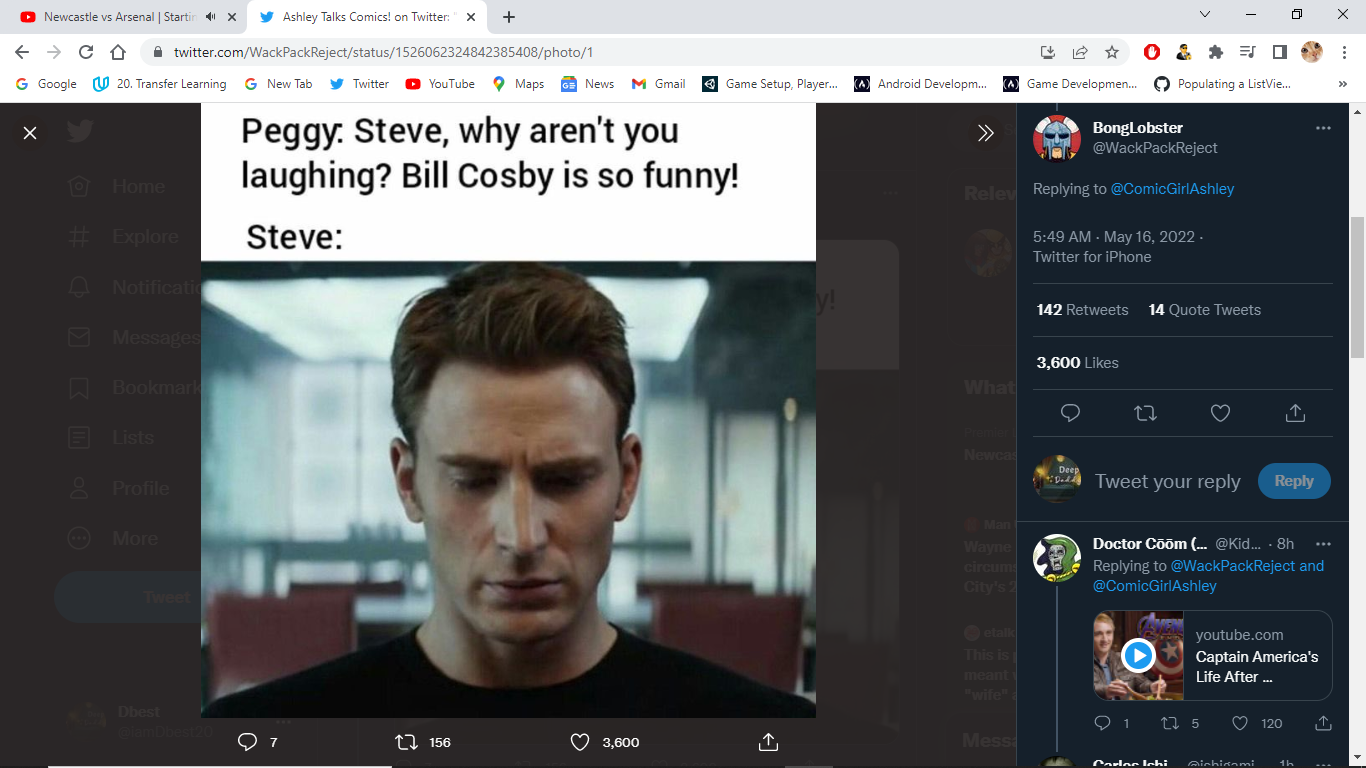 Newcastle vs Arsenal | Startin
Ashley Talks Comics! on Twitter: "
twitter.com/WackPackReject/status/1526062324842385408/photo/1
Google
20. Transfer Learning
New Tab
Twitter
YouTube
Maps
News
Gmail
Game Setup, Player...
Android Developm...
Game Developmen...
Populating a ListVie...
Peggy: Steve, why aren't you
laughing? Bill Cosby is so funny!
Steve:
Home
Explore
Notificatio
Messages
Bookmark
Lists
Profile
More
Tweet
Dbest
@IamDbest20
7
156
3,600
y!
Relev
What
Newcas
Man
Wayne
circums
City's 2
etalk
This is
meant
"wife"
Messa
BongLobster
@WackPackReject
Replying to @ComicGirlAshley
5:49 AM · May 16, 2022 ·
Twitter for iPhone
142 Retweets 14 Quote Tweets
3,600 Likes
Deep
Tweet your reply
Reply
Doctor Cōōm (... @Kid... · 8h
Replying to @WackPackReject and
@ComicGirlAshley
youtube.com
Captain America's
Life After ...
1
5
120
Carlos Ishi @ishigami 1h